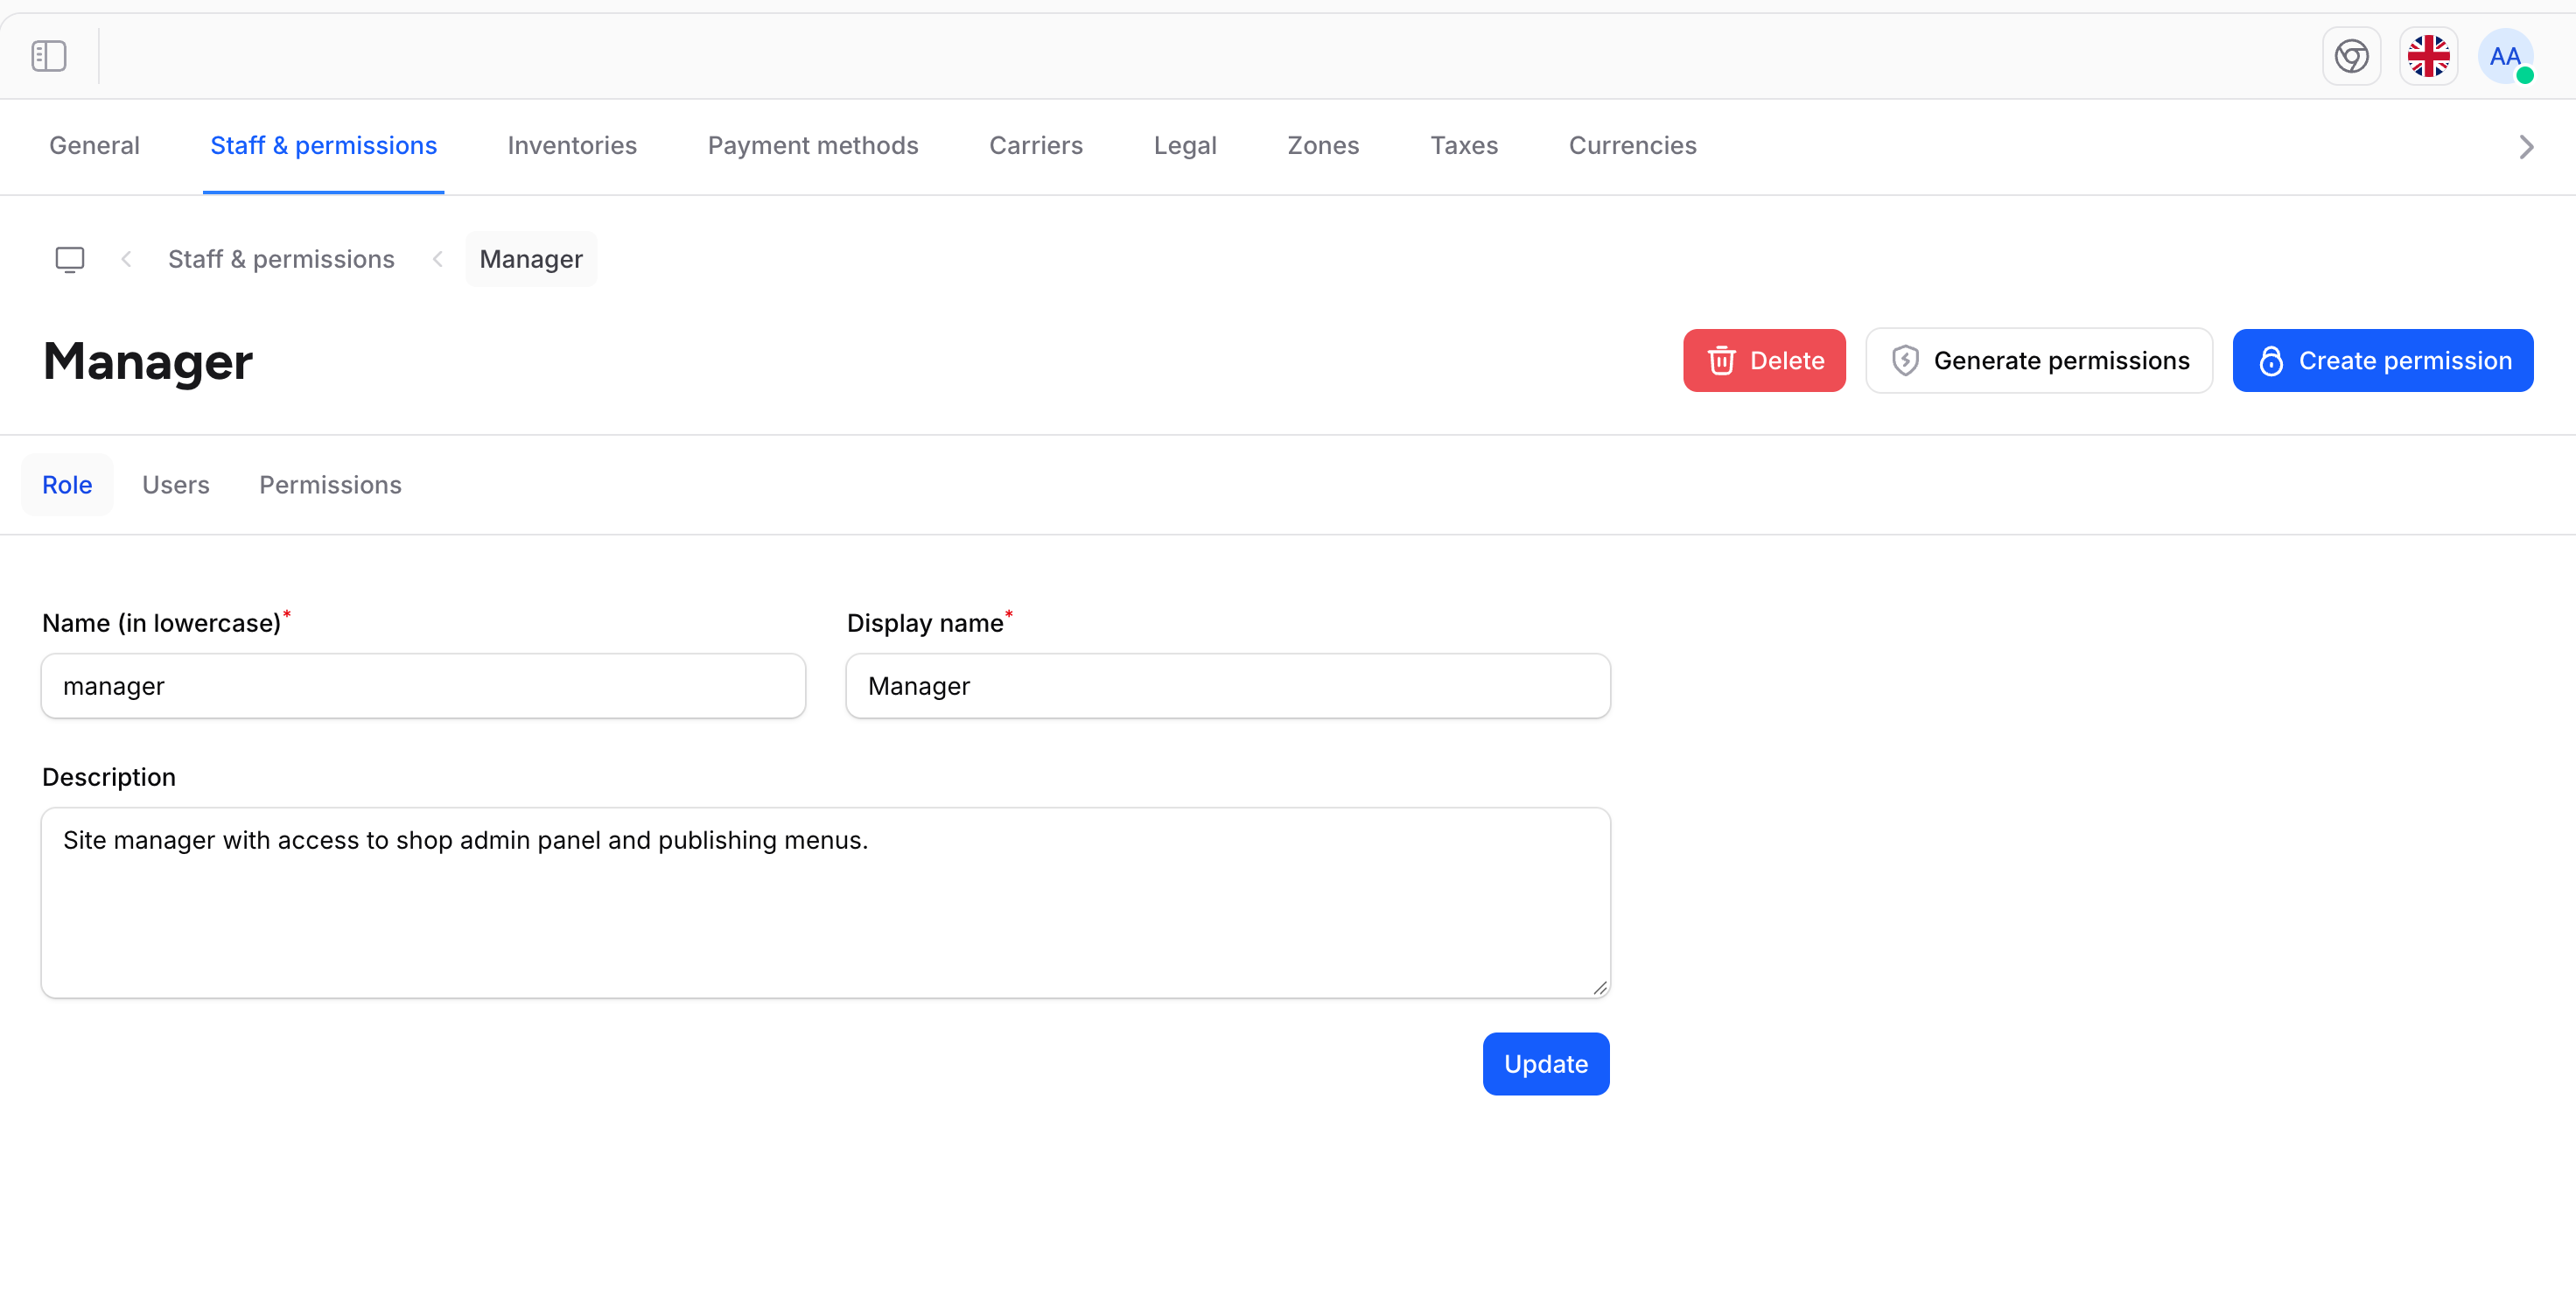 AA
General Staff & permissions Inventories Payment methods Carriers Legal Zones Taxes Currencies
Staff & permissions Manager
Manager
Delete Generate permissions Create permission
Role Users Permissions
Name (in lowercase)* Display name*
manager Manager
Description
Site manager with access to shop admin panel and publishing menus.
Update